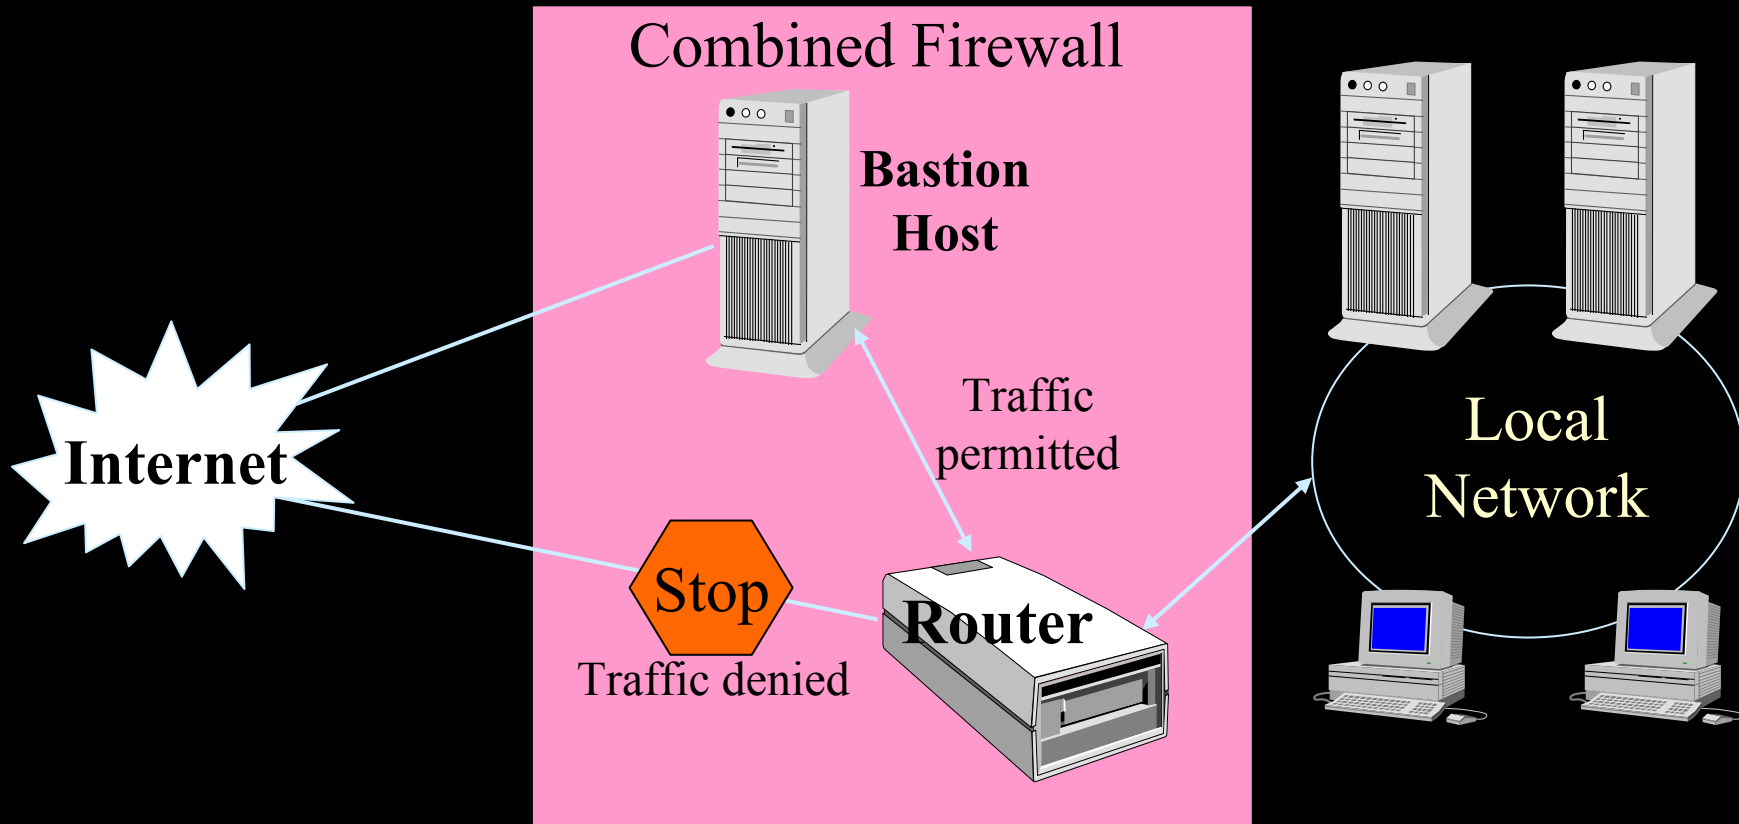 Combined Firewall
Bastion
Host
Traffic
permitted
Internet
Stop
Traffic denied
Router
Local
Network